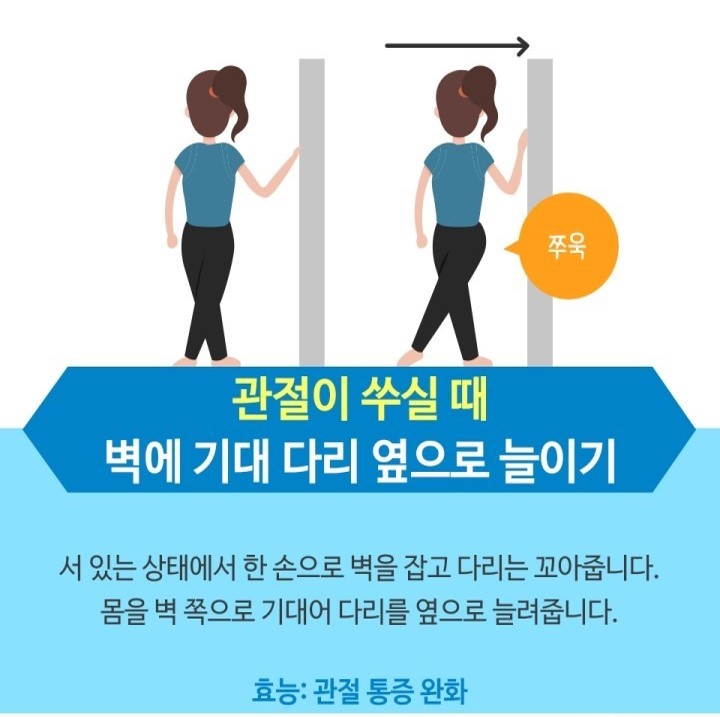 쭈욱
관절이 쑤실 때
벽에 기대 다리 옆으로 늘이기
서 있는 상태에서 한 손으로 벽을 잡고 다리는 꼬아줍니다.
몸을 벽 쪽으로 기대어 다리를 옆으로 늘려줍니다.
효능: 관절 통증 완화